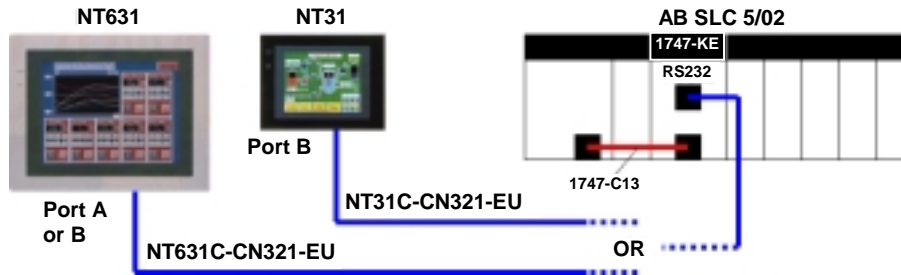 NT631
NT31
AB SLC 5/02
1747-KE
RS232
Port B
1747-C13
Port A
or B
NT31C-CN321-EU
OR
NT631C-CN321-EU